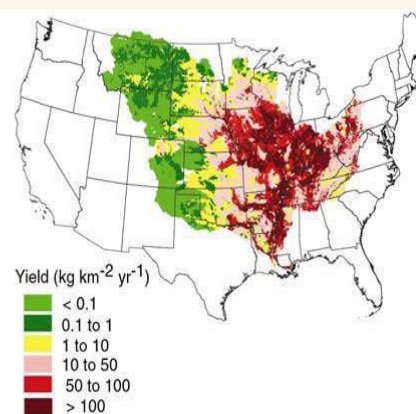 Yield (kg km⁻² yr⁻¹)
< 0.1
0.1 to 1
1 to 10
10 to 50
50 to 100
> 100